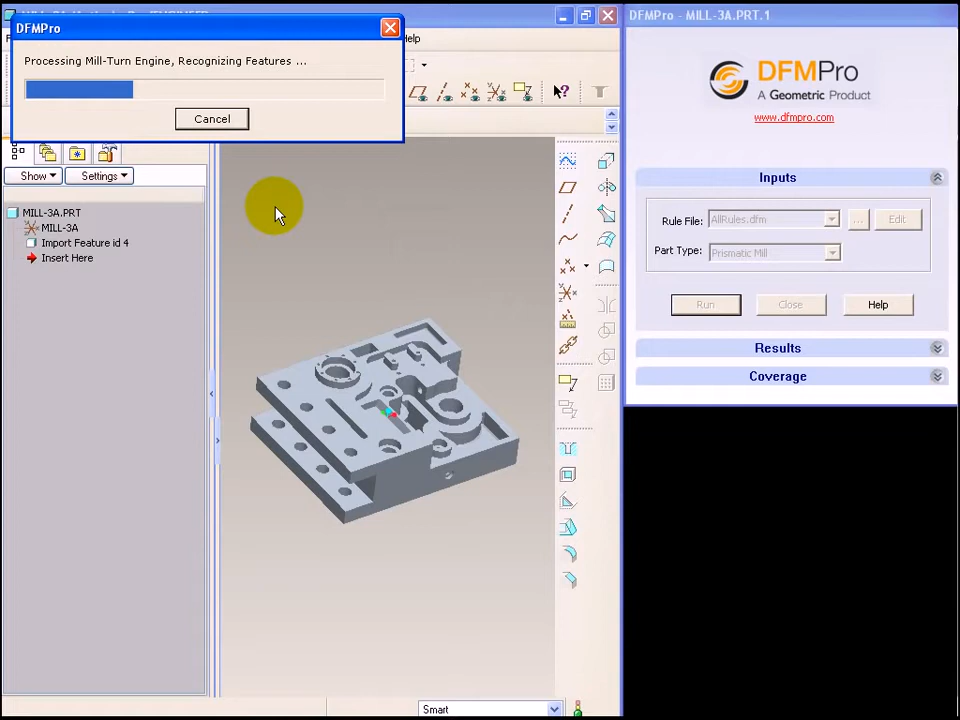 DFMPro
Processing Mill-Turn Engine, Recognizing Features ...
Cancel
Help
Show
Settings
MILL-3A.PRT
MILL-3A
Import Feature id 4
Insert Here
Smart
DFMPro - MILL-3A.PRT.1
DFMPro
A Geometric Product
www.dfmpro.com
Inputs
Rule File: AllRules.dfm ... Edit
Part Type: Prismatic Mill
Run Close Help
Results
Coverage